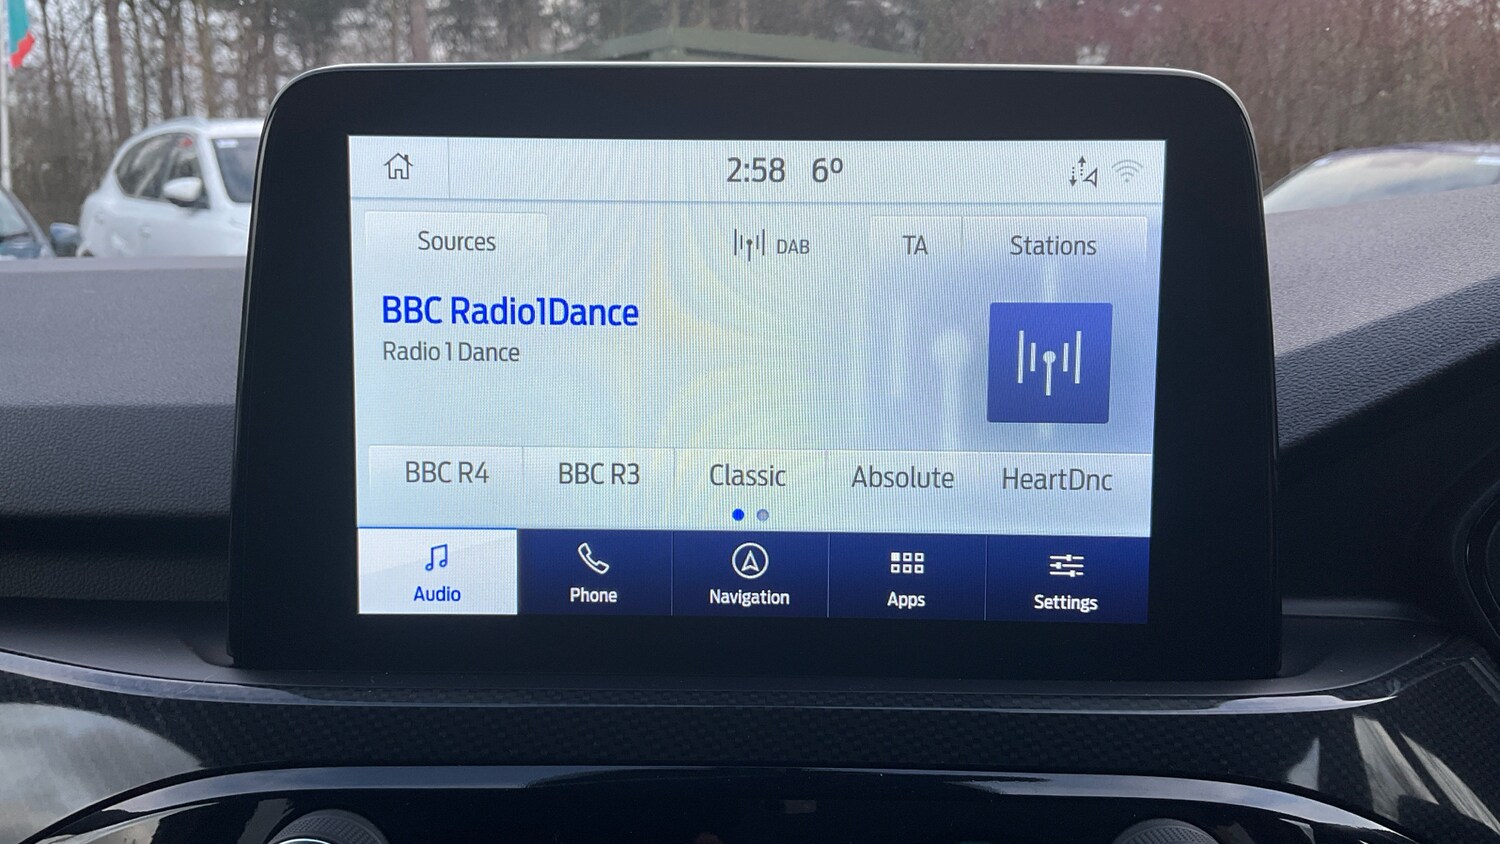 2:58 6º
Sources DAB TA Stations
BBC Radio1Dance
Radio 1 Dance
BBC R4 BBC R3 Classic Absolute HeartDnc
Audio Phone Navigation Apps Settings